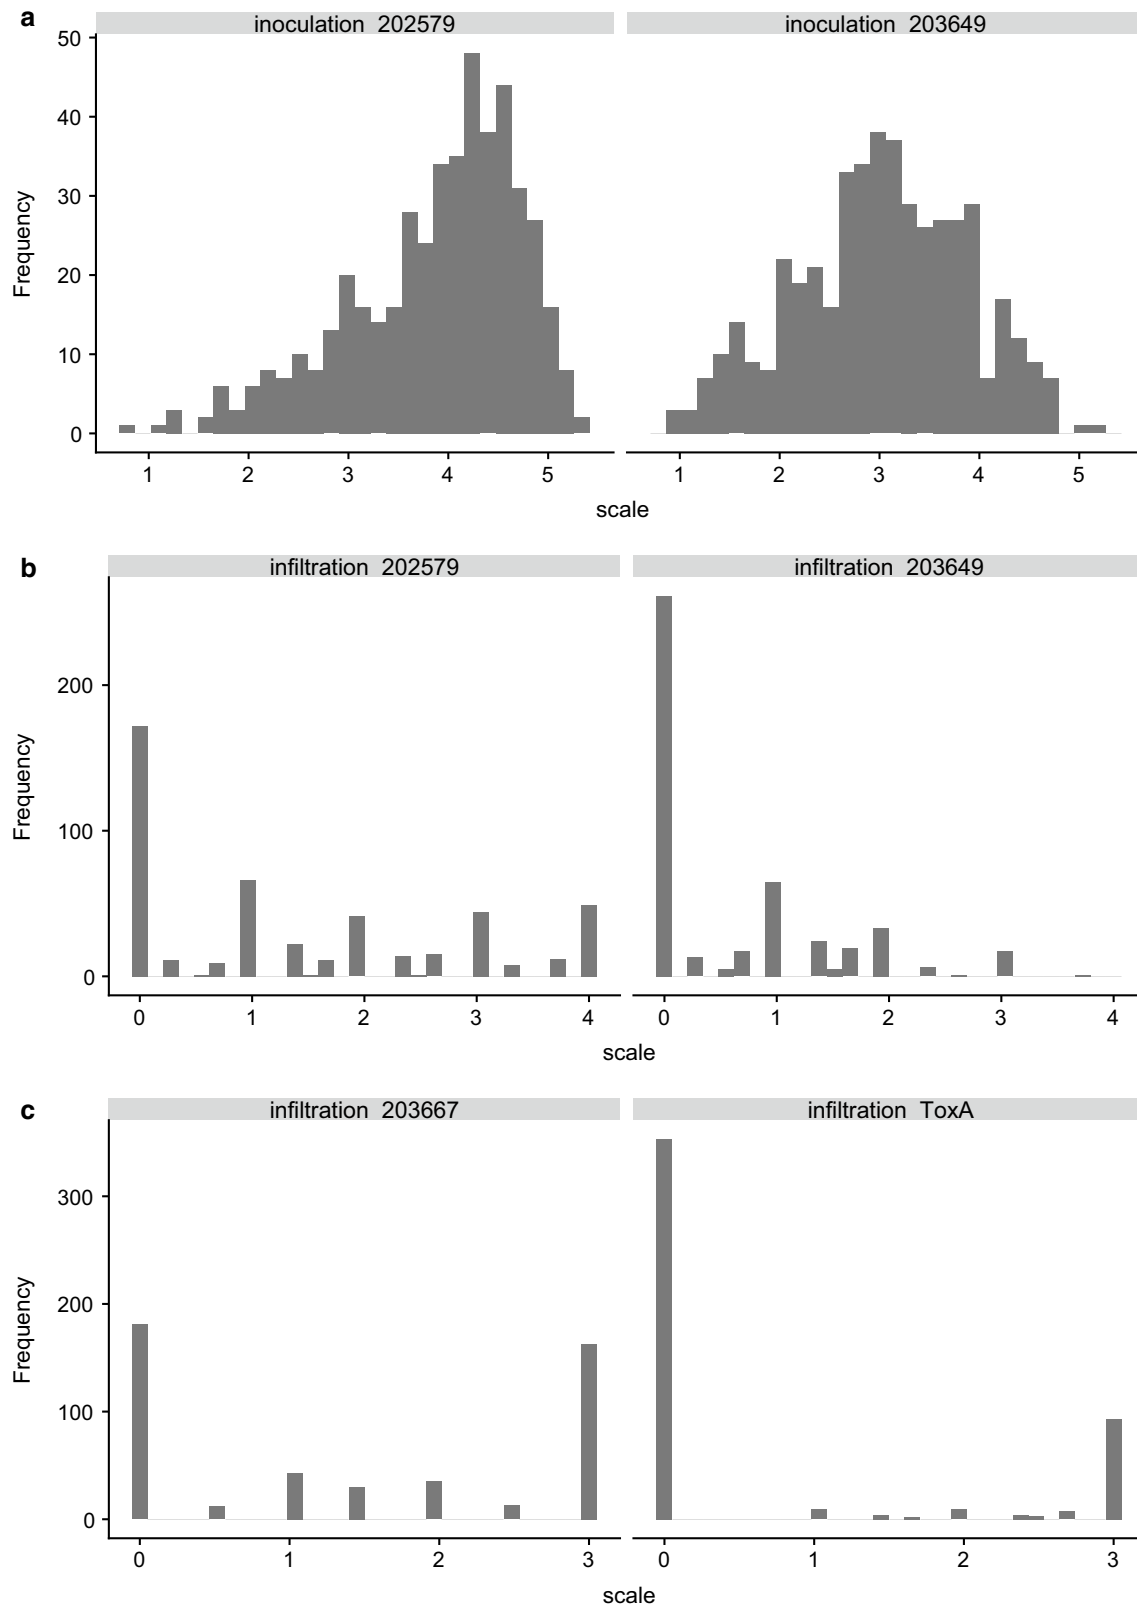 a
inoculation 202579 inoculation 203649
50
40
30
20
10
0
Frequency
1 2 3 4 5 1 2 3 4 5
scale
b
infiltration 202579 infiltration 203649
200
100
0
Frequency
0 1 2 3 4 0 1 2 3 4
scale
c
infiltration 203667 infiltration ToxA
300
200
100
0
Frequency
0 1 2 3 0 1 2 3
scale